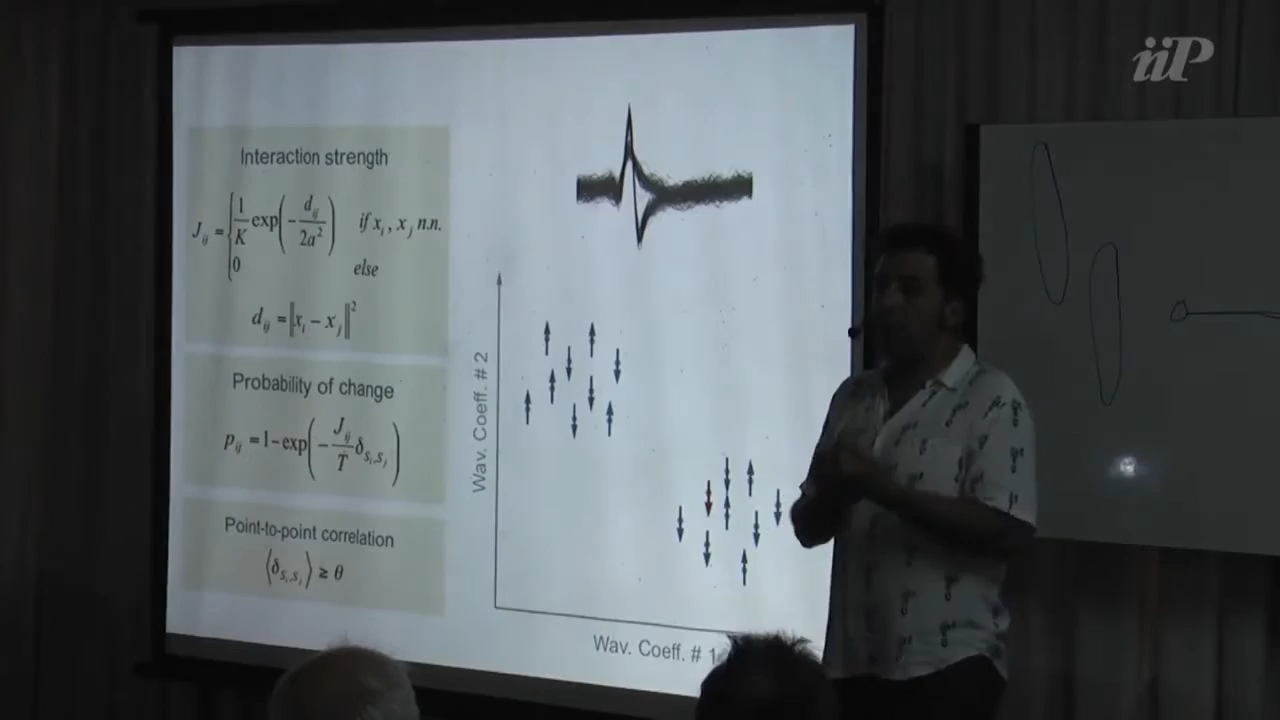 iiP
Interaction strength
J_ij = { 1/K exp(− d_ij / 2a²) if x_i, x_j n.n.
0 else
d_ij = ‖x_i − x_j‖²
Probability of change
p_ij = 1 − exp(− J_ij / T δ_{s_i,s_j})
Point-to-point correlation
⟨δ_{s_i,s_j}⟩ ≥ θ
Wav. Coeff. # 2
Wav. Coeff. # 1